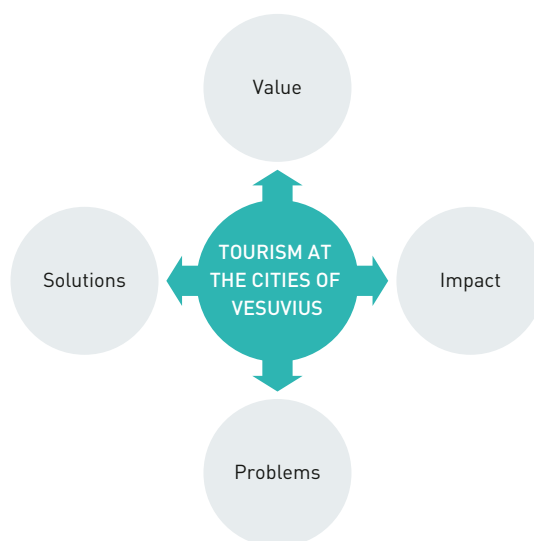 Value
Solutions
TOURISM AT
THE CITIES OF
VESUVIUS
Impact
Problems